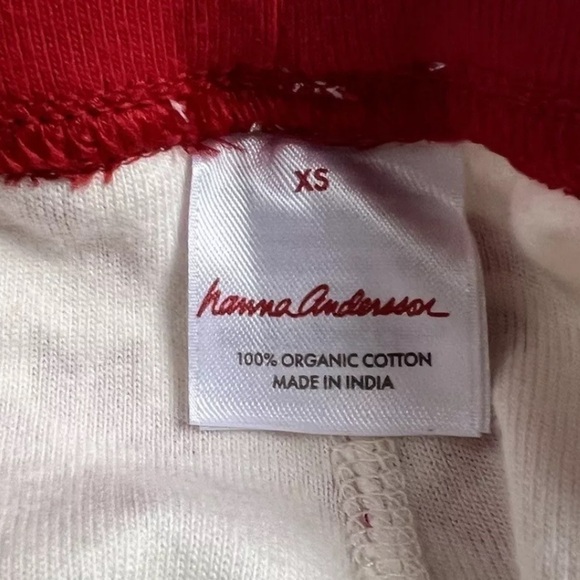 XS
hanna andersson
100% ORGANIC COTTON
MADE IN INDIA